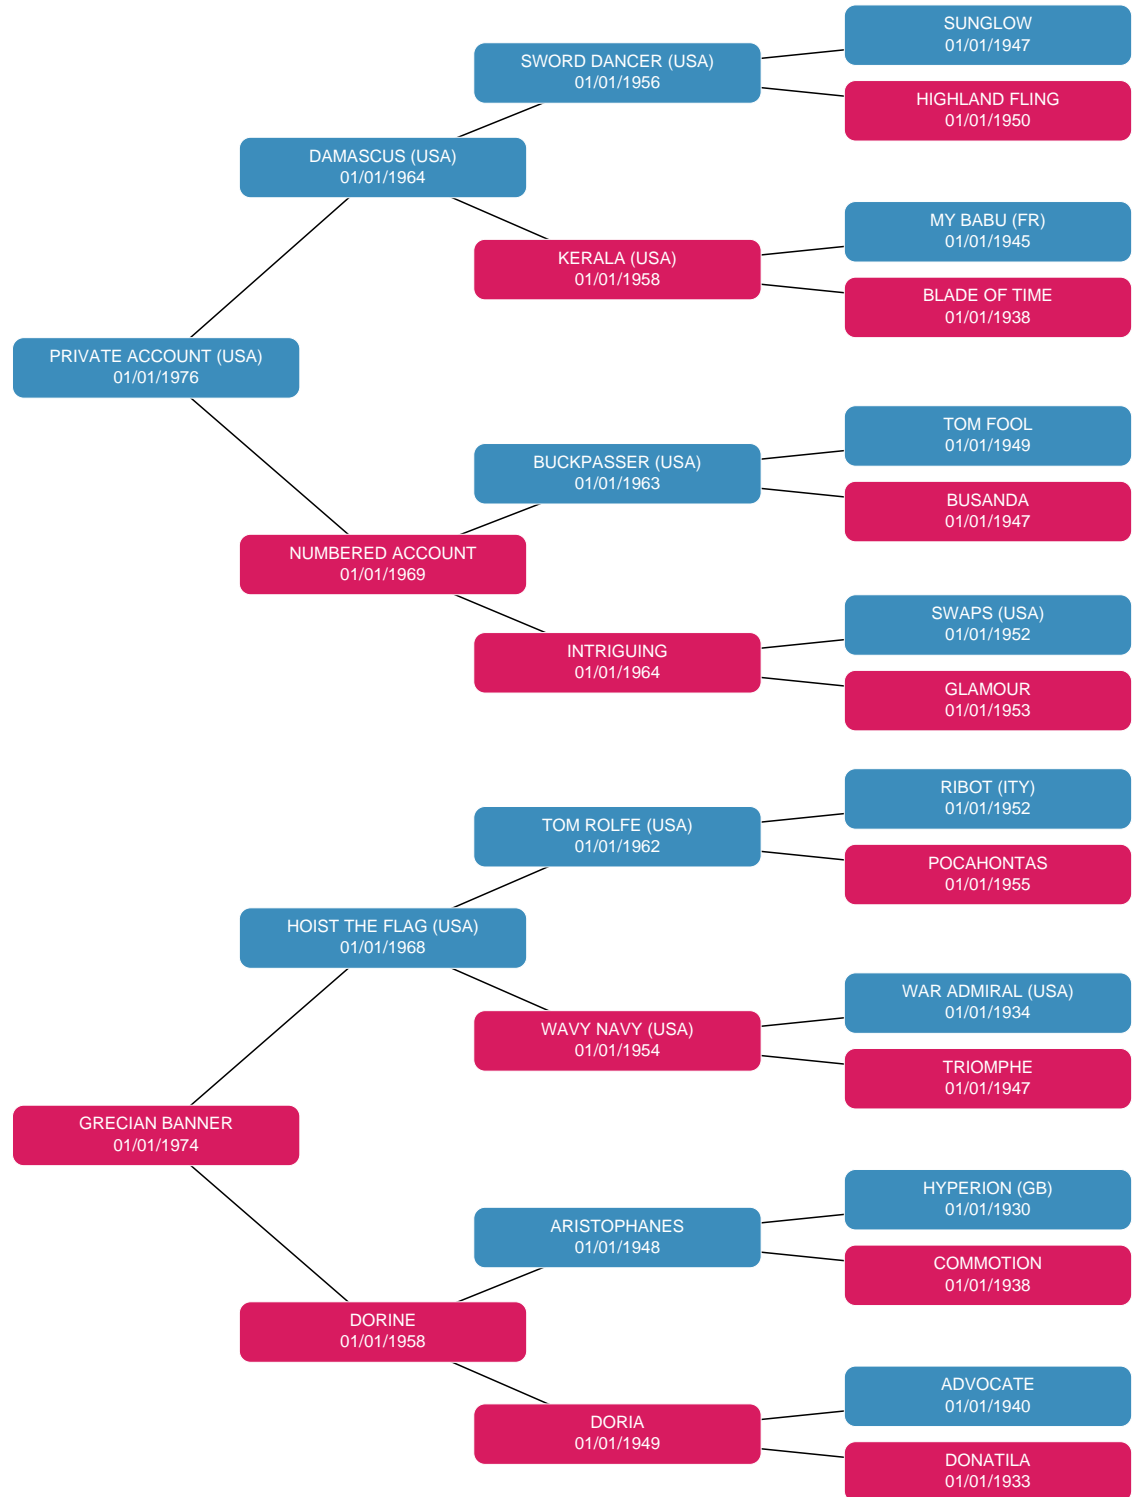 SUNGLOW
01/01/1947
SWORD DANCER (USA)
01/01/1956
HIGHLAND FLING
01/01/1950
DAMASCUS (USA)
01/01/1964
MY BABU (FR)
01/01/1945
KERALA (USA)
01/01/1958
BLADE OF TIME
01/01/1938
PRIVATE ACCOUNT (USA)
01/01/1976
TOM FOOL
01/01/1949
BUCKPASSER (USA)
01/01/1963
BUSANDA
01/01/1947
NUMBERED ACCOUNT
01/01/1969
SWAPS (USA)
01/01/1952
INTRIGUING
01/01/1964
GLAMOUR
01/01/1953
RIBOT (ITY)
01/01/1952
TOM ROLFE (USA)
01/01/1962
POCAHONTAS
01/01/1955
HOIST THE FLAG (USA)
01/01/1968
WAR ADMIRAL (USA)
01/01/1934
WAVY NAVY (USA)
01/01/1954
TRIOMPHE
01/01/1947
GRECIAN BANNER
01/01/1974
HYPERION (GB)
01/01/1930
ARISTOPHANES
01/01/1948
COMMOTION
01/01/1938
DORINE
01/01/1958
ADVOCATE
01/01/1940
DORIA
01/01/1949
DONATILA
01/01/1933